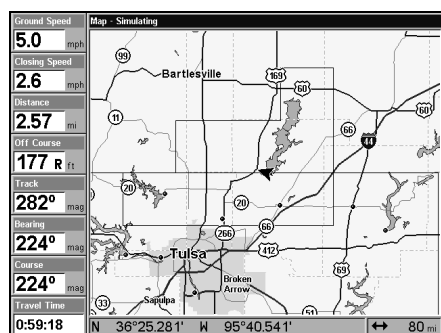 Ground Speed
5.0 mph
Closing Speed
2.6 mph
Distance
2.57 mi
Off Course
177 R ft
Track
282º mag
Bearing
224º mag
Course
224º mag
Travel Time
0:59:18
Map - Simulating
99
Bartlesville
169
60
60
11
66
44
20
20
66
266
412
Tulsa
69
Broken
Arrow
Sapulpa
33
51
N 36°25.281' W 95°40.541' ↔ 80 mi